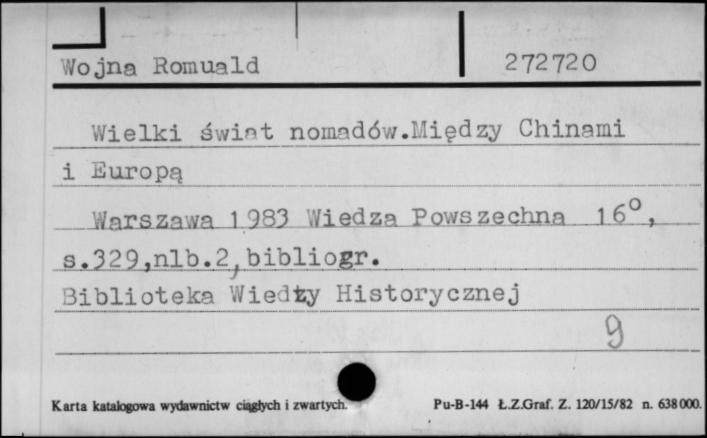 Wojna Romuald 272720
Wielki świat nomadów.Między Chinami
i Europą
Warszawa 1983 Wiedza Powszechna 16°,
s.329,nlb.2,bibliogr.
Biblioteka Wiedzy Historycznej
9
Karta katalogowa wydawnictw ciągłych i zwartych. Pu-B-144 Ł.Z.Graf. Z. 120/15/82 n. 638000.